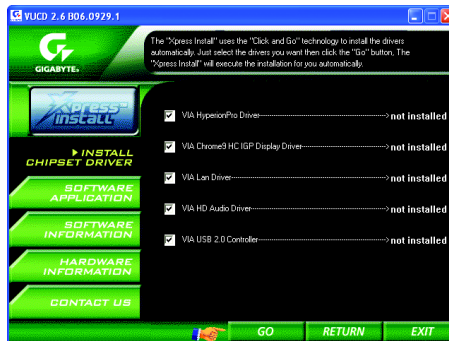 VUCD 2.6 B06.0929.1
GIGABYTE
The "Xpress Install" uses the "Click and Go" technology to install the drivers
automatically. Just select the drivers you want then click the "Go" button, The
"Xpress Install" will execute the installation for you automatically.
Xpress™
install
INSTALL
CHIPSET DRIVER
SOFTWARE
APPLICATION
SOFTWARE
INFORMATION
HARDWARE
INFORMATION
CONTACT US
VIA HyperionPro Driver not installed
VIA Chrome9 HC IGP Display Driver not installed
VIA Lan Driver not installed
VIA HD Audio Driver not installed
VIA USB 2.0 Controller not installed
GO RETURN EXIT